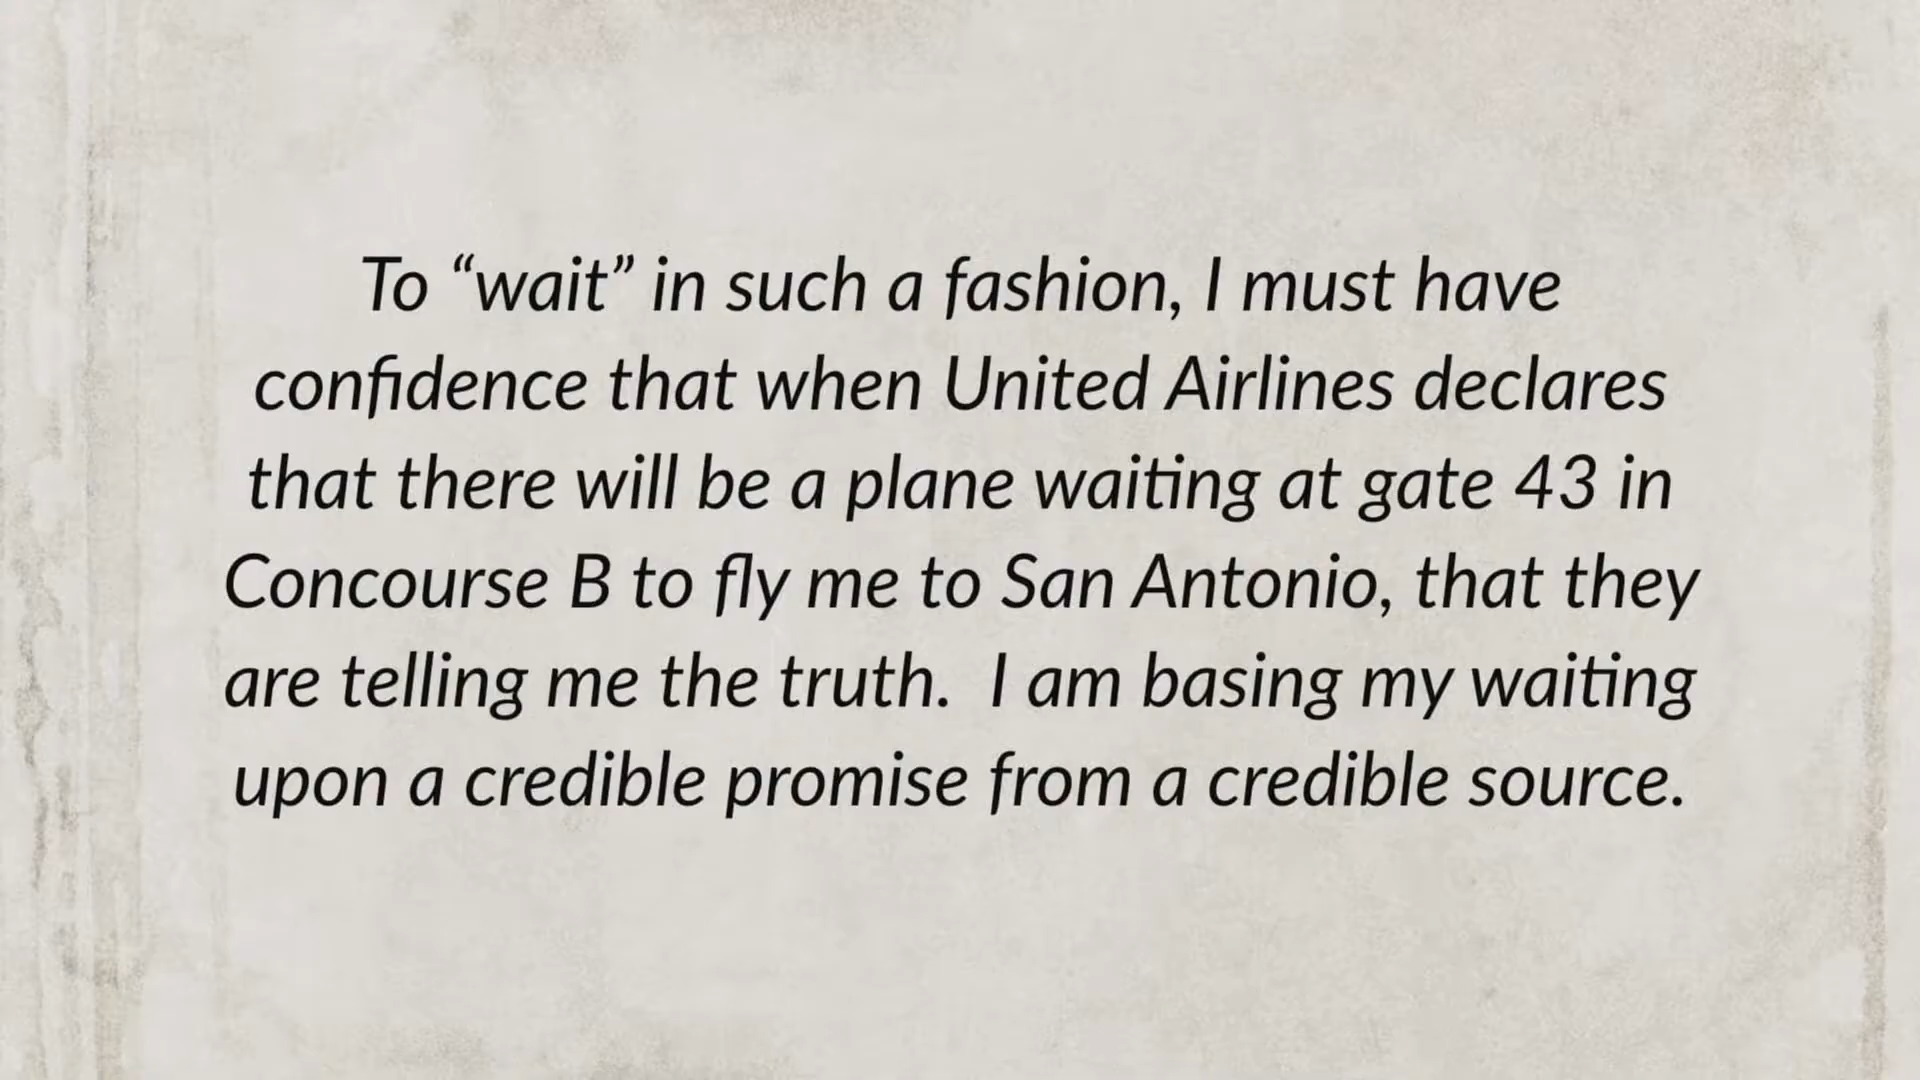 To “wait” in such a fashion, I must have
confidence that when United Airlines declares
that there will be a plane waiting at gate 43 in
Concourse B to fly me to San Antonio, that they
are telling me the truth.  I am basing my waiting
upon a credible promise from a credible source.